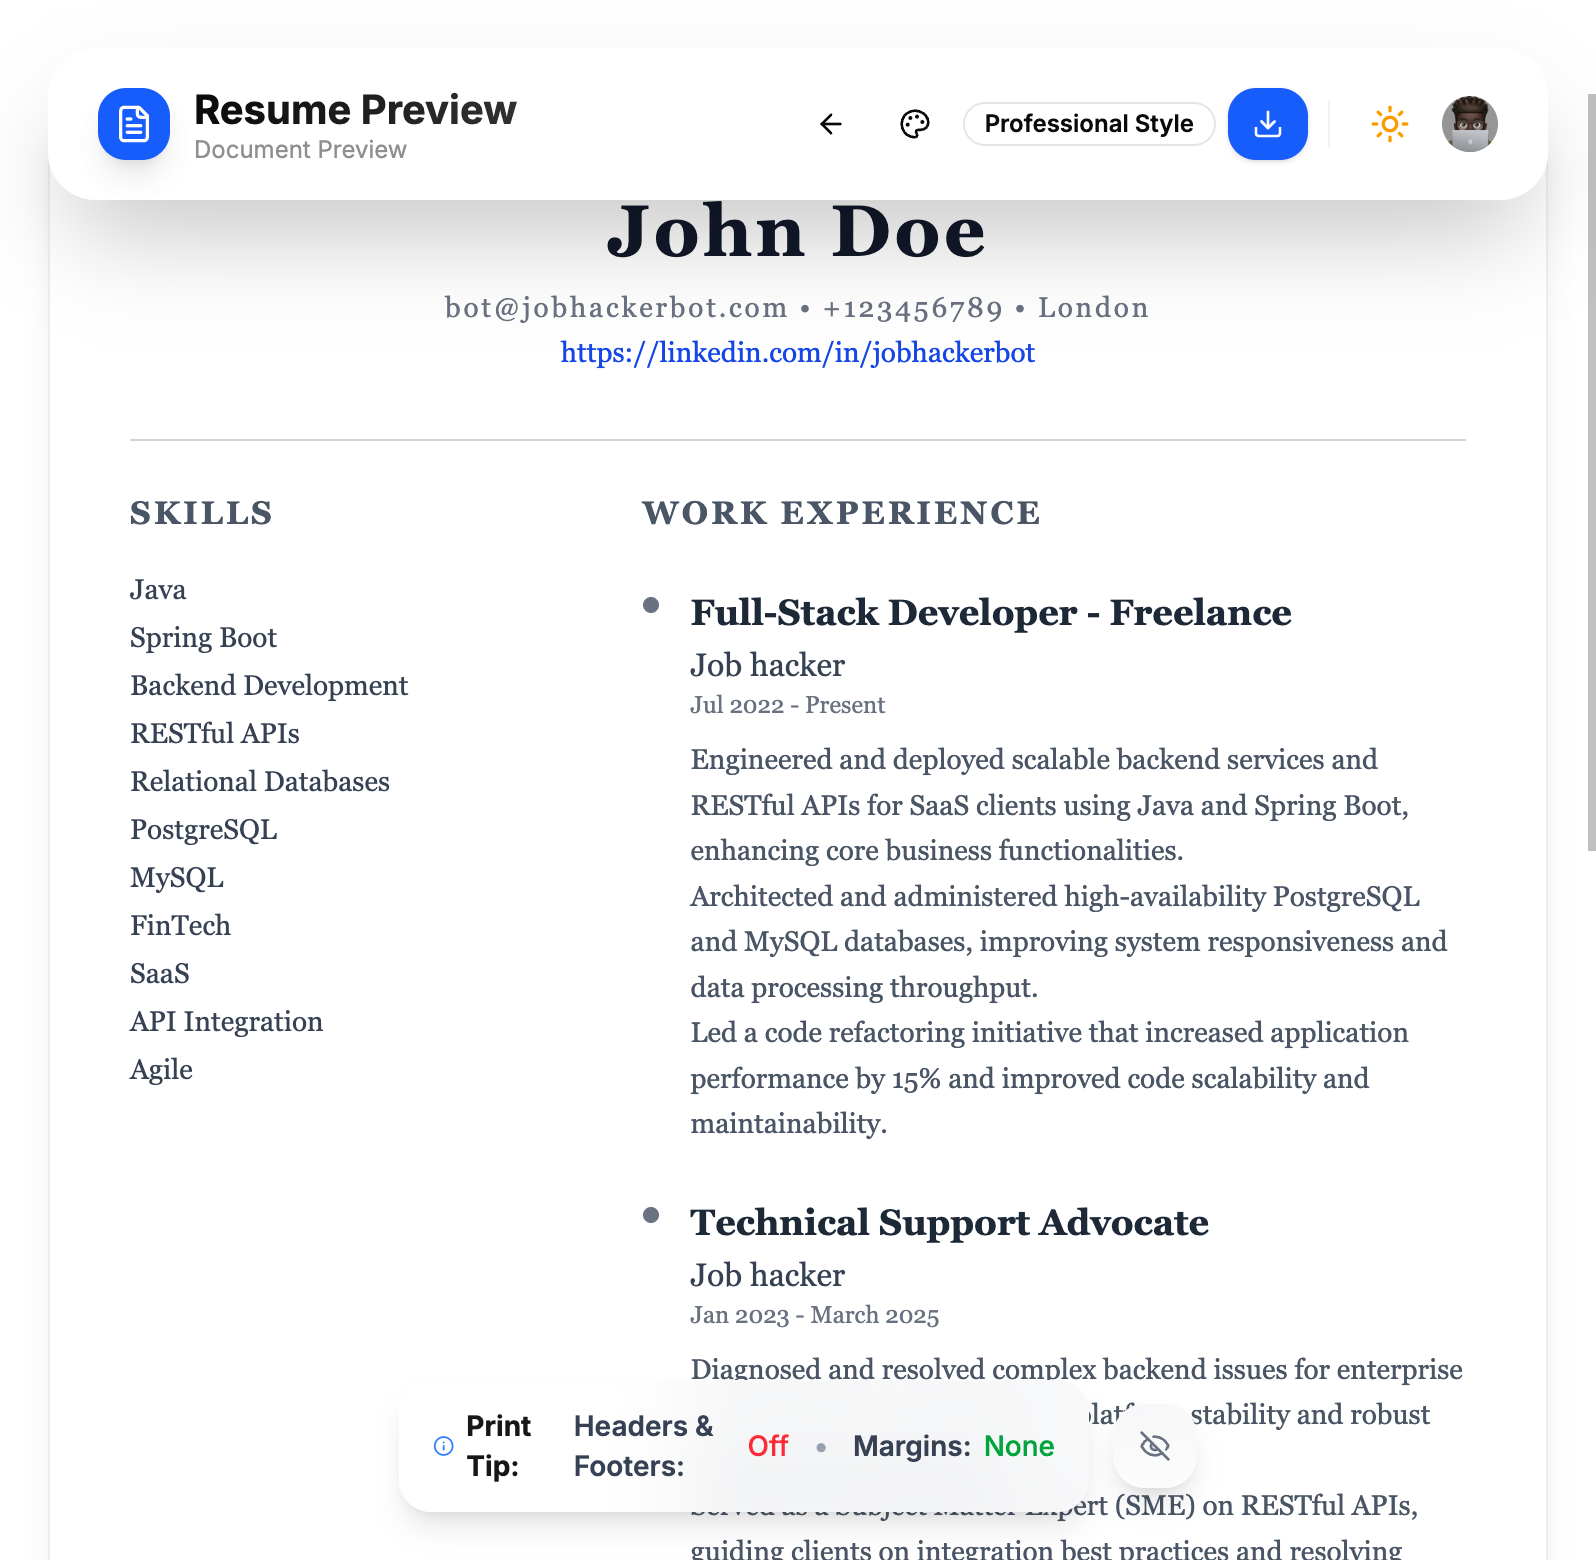 Resume Preview
Document Preview
Professional Style
John Doe
bot@jobhackerbot.com • +123456789 • London
https://linkedin.com/in/jobhackerbot
SKILLS
Java
Spring Boot
Backend Development
RESTful APIs
Relational Databases
PostgreSQL
MySQL
FinTech
SaaS
API Integration
Agile
WORK EXPERIENCE
Full-Stack Developer - Freelance
Job hacker
Jul 2022 - Present
Engineered and deployed scalable backend services and
RESTful APIs for SaaS clients using Java and Spring Boot,
enhancing core business functionalities.
Architected and administered high-availability PostgreSQL
and MySQL databases, improving system responsiveness and
data processing throughput.
Led a code refactoring initiative that increased application
performance by 15% and improved code scalability and
maintainability.
Technical Support Advocate
Job hacker
Jan 2023 - March 2025
Diagnosed and resolved complex backend issues for enterprise
stability and robust
Served as a Subject Matter Expert (SME) on RESTful APIs,
guiding clients on integration best practices and resolving
Print Tip:
Headers & Footers:
Off • Margins: None